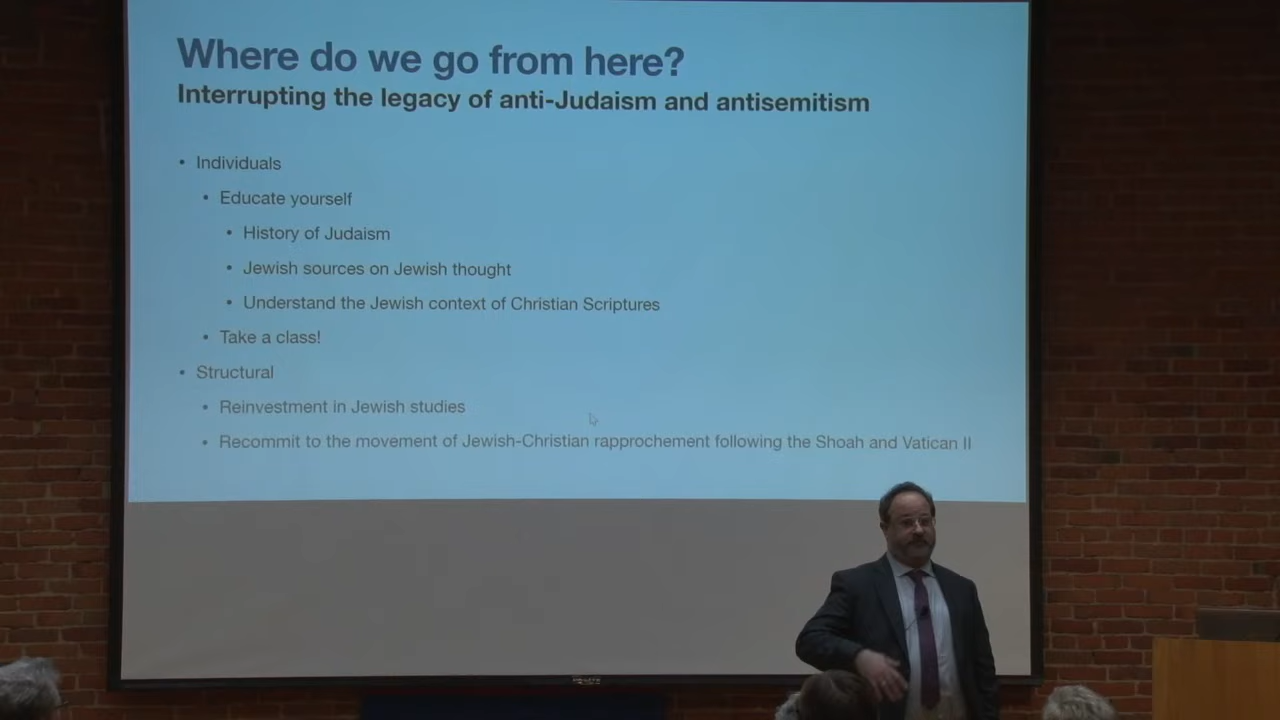 Where do we go from here?
Interrupting the legacy of anti-Judaism and antisemitism
• Individuals
• Educate yourself
• History of Judaism
• Jewish sources on Jewish thought
• Understand the Jewish context of Christian Scriptures
• Take a class!
• Structural
• Reinvestment in Jewish studies
• Recommit to the movement of Jewish-Christian rapprochement following the Shoah and Vatican II